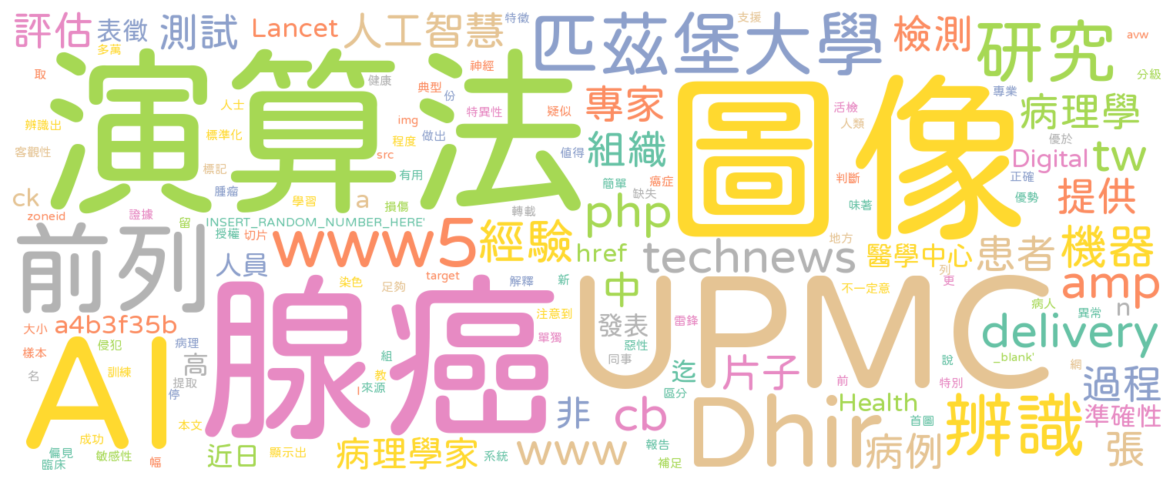 評估 表徵 測試 Lancet 人工智慧 特徵 匹茲堡大學 支援 檢測 研究 avw
多萬 取 健康 神經 典型 份 img 特異性 疑似 專家 活檢 人類 專業 病理學 分級
辨識出 人士 標準化 程度 做出 演算法 圖像 優於
客觀性 標記 src 有用 值得 組織 簡單 癌症 缺失 判斷 Digital 正確 tw
ck zoneid 腫瘤 學習 損傷 a 轉載 php 味著 優勢 提供
證據 留 INSERT_RANDOM_NUMBER_HERE' 授權 切片 www5 經驗 href technews 地方 醫學中心 患者 機器
前列 人員 染色 足夠 target 解釋 新 中 不一定意 列 更 amp
大小 a4b3f35b 腺癌 注意到 發表 UPMC 病人 異常 n
樣本 侵犯 病理 高 單獨 同事 惡性 雷鋒 delivery
名 AI 訓練 提取 組 教 來源 l 迄 片子 區分 前 說 特別 _blank' 網 過程
停 本文 非 cb Dhir Health 首圖 辨識 準確性
偏見 成功 臨床 敏感性 幅 近日 顯示出 病理學家 系統 www 報告 補足 病例 張